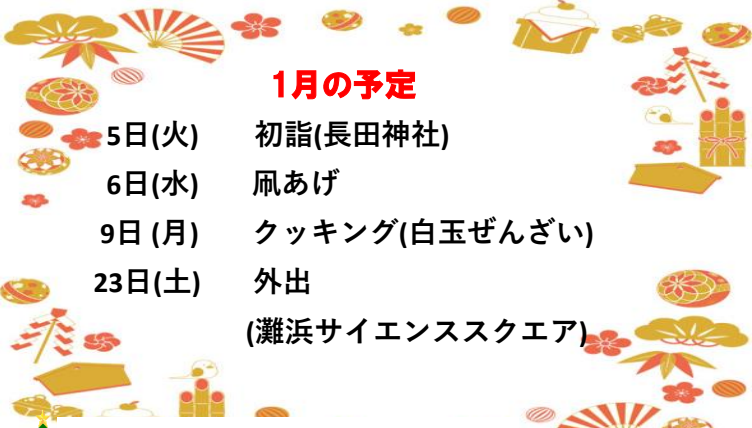 1月の予定
5日(火) 初詣(長田神社)
6日(水) 凧あげ
9日 (月) クッキング(白玉ぜんざい)
23日(土) 外出
(灘浜サイエンススクエア)